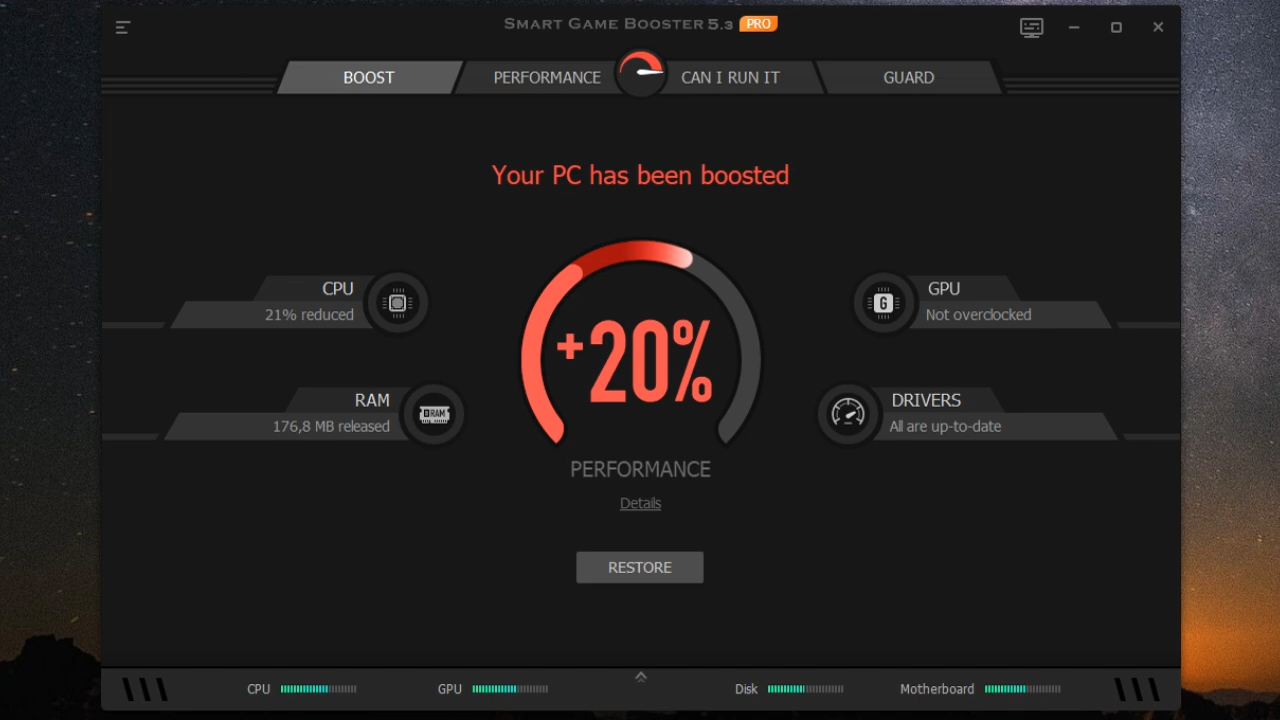 SMART GAME BOOSTER 5.3 PRO
BOOST
PERFORMANCE
CAN I RUN IT
GUARD
Your PC has been boosted
CPU
21% reduced
GPU
G
Not overclocked
+20%
RAM
RAM
176,8 MB released
DRIVERS
All are up-to-date
PERFORMANCE
Details
RESTORE
CPU
GPU
Disk
Motherboard